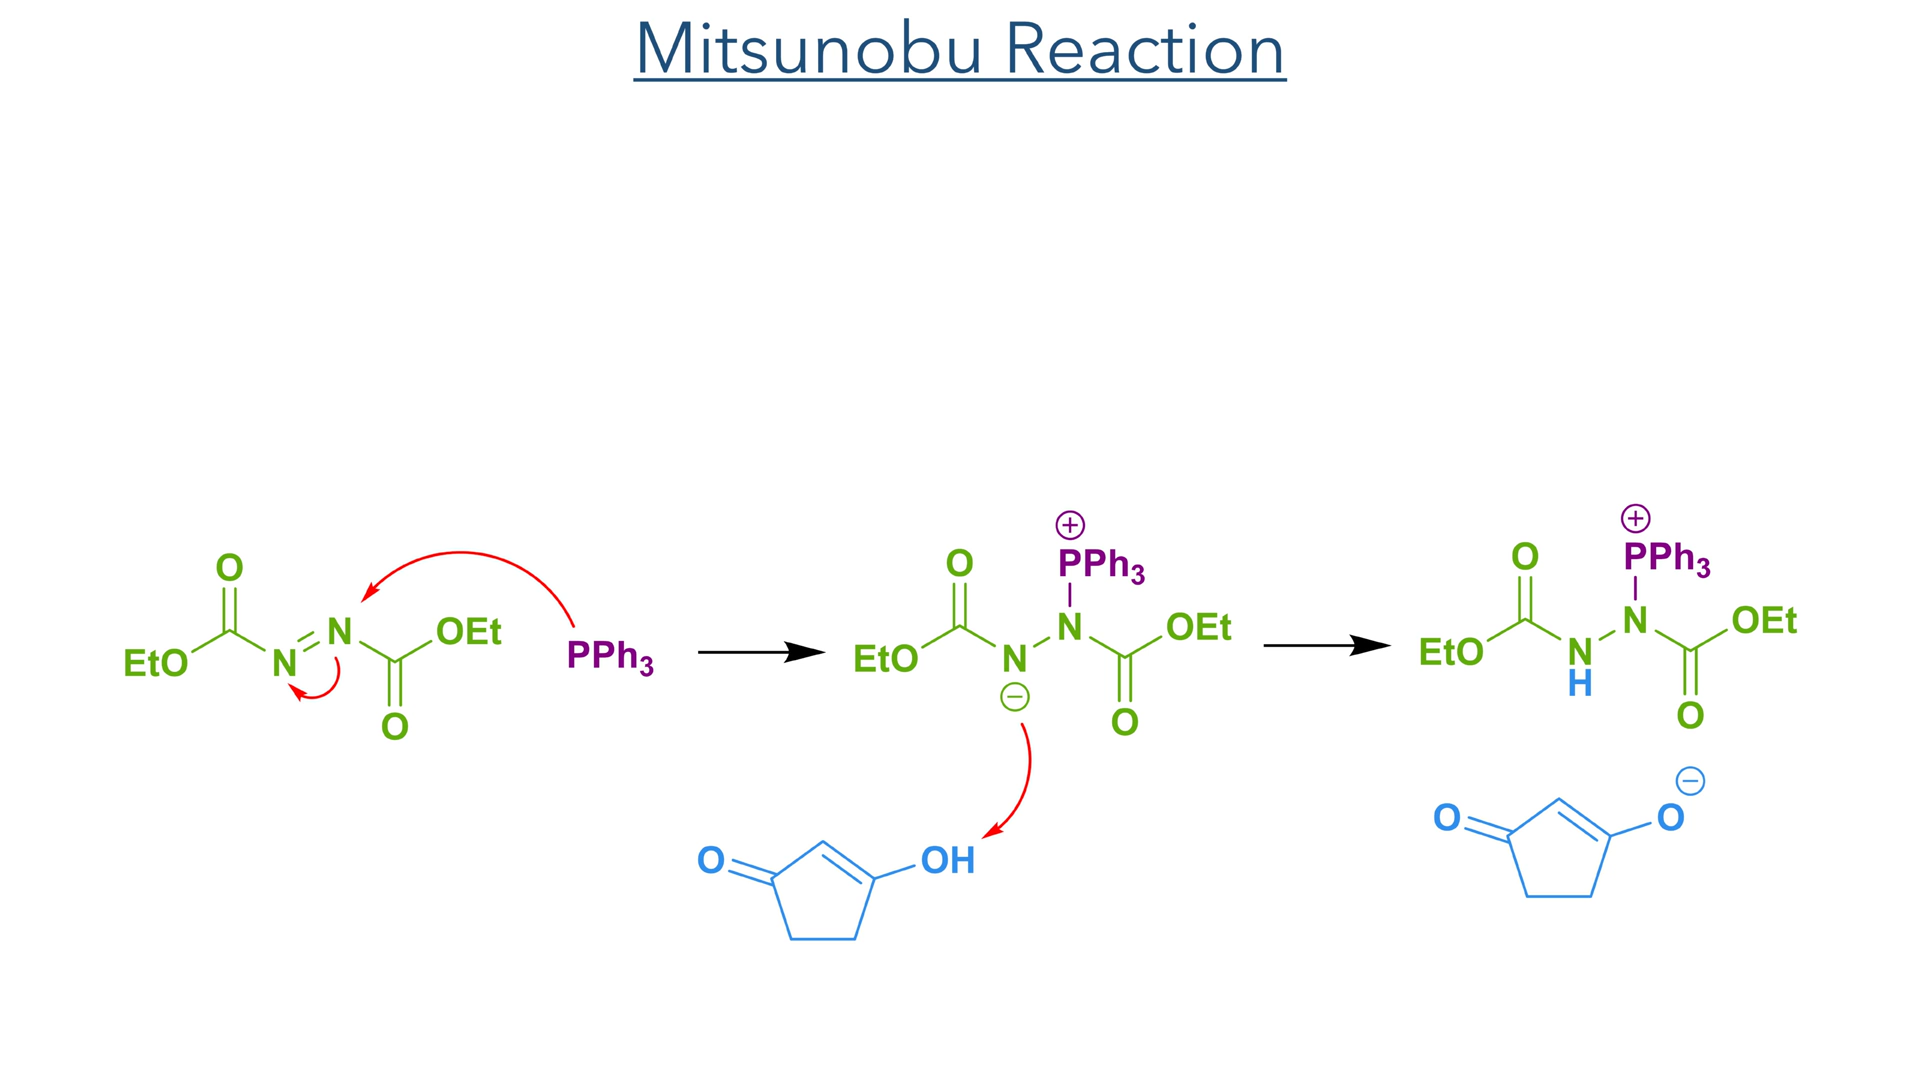 Mitsunobu Reaction
O
EtO
N
N
OEt
O
PPh3
O
EtO
N
⊖
N
⊕
PPh3
OEt
O
O
OH
O
EtO
N
H
N
⊕
PPh3
OEt
O
O
O
⊖